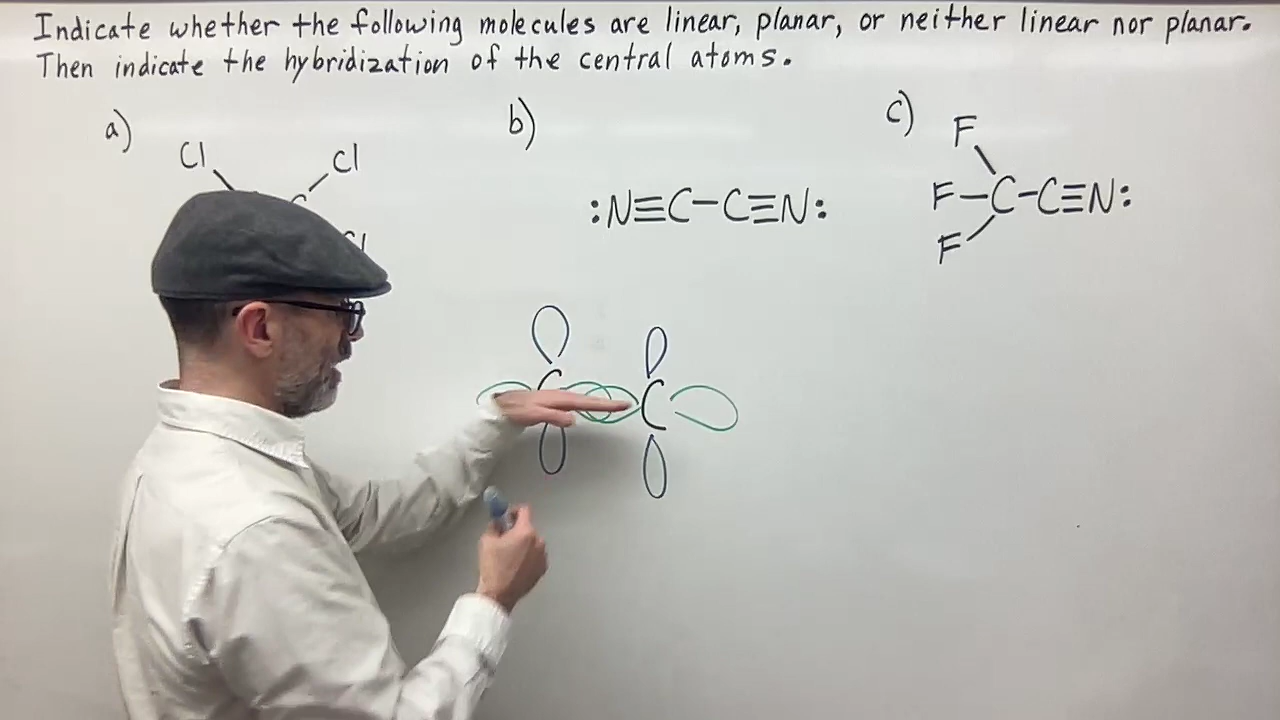 Indicate whether the following molecules are linear, planar, or neither linear nor planar.
Then indicate the hybridization of the central atoms.
a)
Cl Cl
C
Cl
b)
:N≡C−C≡N:
c)
F
F−C−C≡N:
F
C C